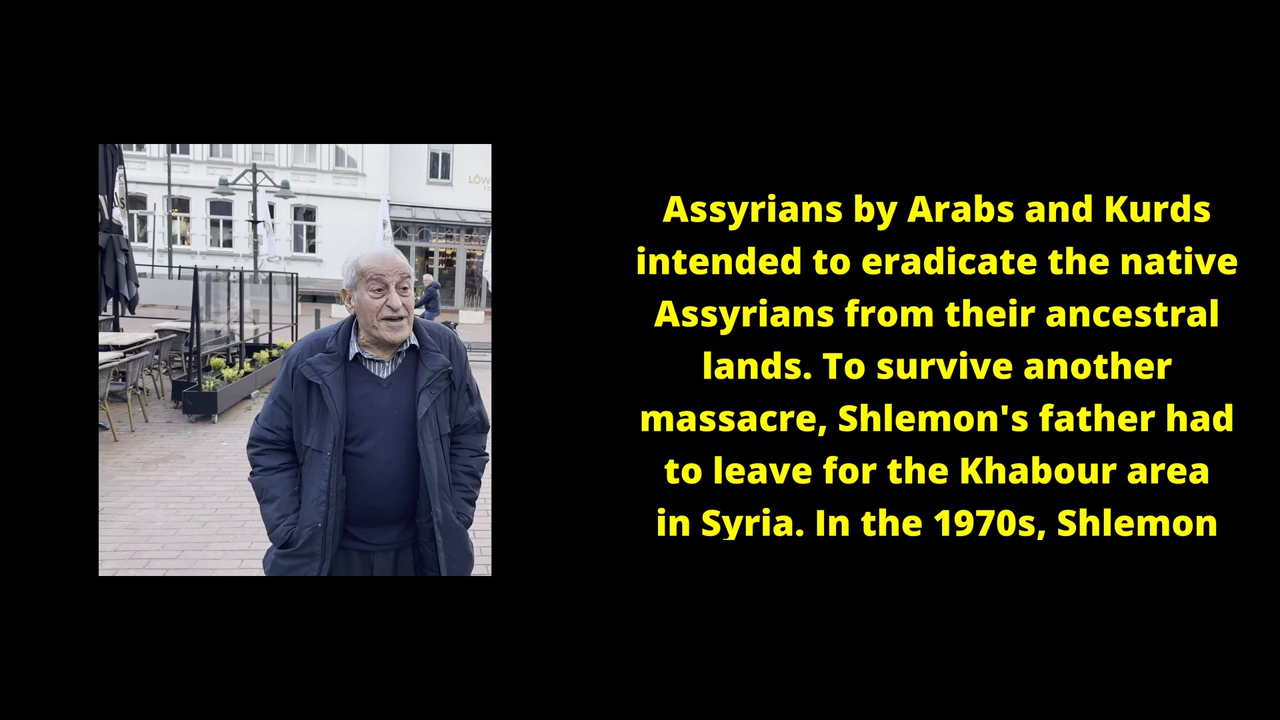 LÖW
Assyrians by Arabs and Kurds
intended to eradicate the native
Assyrians from their ancestral
lands. To survive another
massacre, Shlemon's father had
to leave for the Khabour area
in Syria. In the 1970s, Shlemon